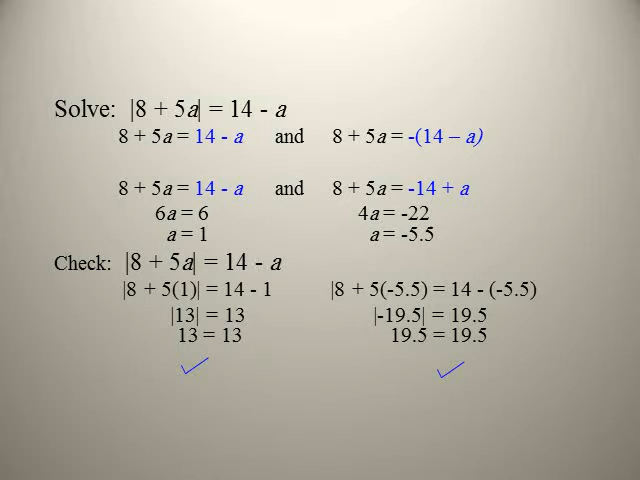 Solve: |8 + 5a| = 14 - a
8 + 5a = 14 - a and 8 + 5a = -(14 – a)
8 + 5a = 14 - a and 8 + 5a = -14 + a
6a = 6 4a = -22
a = 1 a = -5.5
Check: |8 + 5a| = 14 - a
|8 + 5(1)| = 14 - 1 |8 + 5(-5.5) = 14 - (-5.5)
|13| = 13 |-19.5| = 19.5
13 = 13 19.5 = 19.5